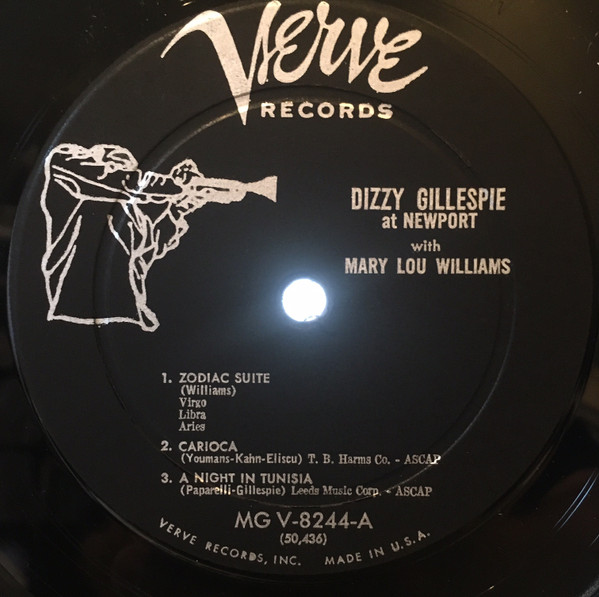 Verve
RECORDS
DIZZY GILLESPIE
at NEWPORT
with
MARY LOU WILLIAMS
1. ZODIAC SUITE
(Williams)
Virgo
Libra
Aries
2. CARIOCA
(Youmans-Kahn-Eliscu) T. B. Harms Co. - ASCAP
3. A NIGHT IN TUNISIA
(Paparelli-Gillespie) Leeds Music Corp. - ASCAP
MG V-8244-A
(50,436)
VERVE RECORDS, INC. MADE IN U.S.A.